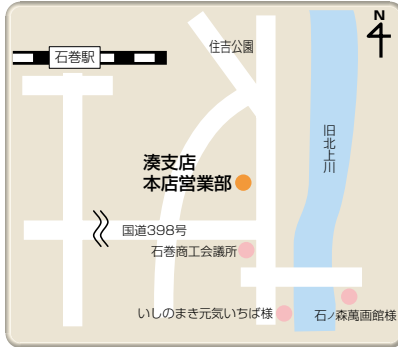 N
住吉公園
石巻駅
旧北上川
湊支店
本店営業部
国道398号
石巻商工会議所
いしのまき元気いちば様
石ノ森萬画館様